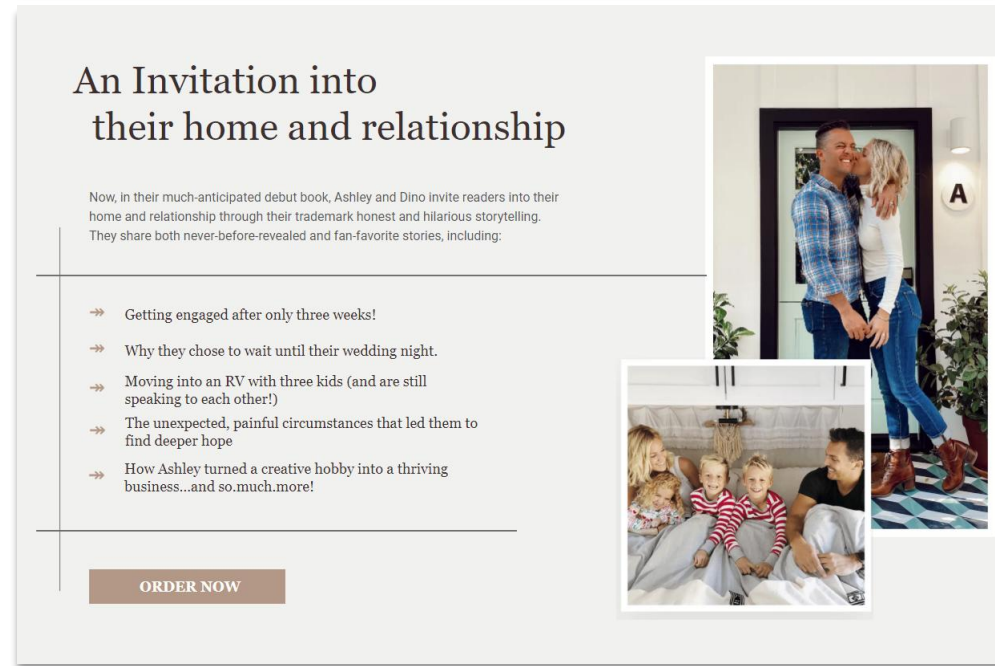 An Invitation into
their home and relationship
Now, in their much-anticipated debut book, Ashley and Dino invite readers into their
home and relationship through their trademark honest and hilarious storytelling.
They share both never-before-revealed and fan-favorite stories, including:
Getting engaged after only three weeks!
Why they chose to wait until their wedding night.
Moving into an RV with three kids (and are still
speaking to each other!)
The unexpected, painful circumstances that led them to
find deeper hope
How Ashley turned a creative hobby into a thriving
business...and so.much.more!
ORDER NOW
A